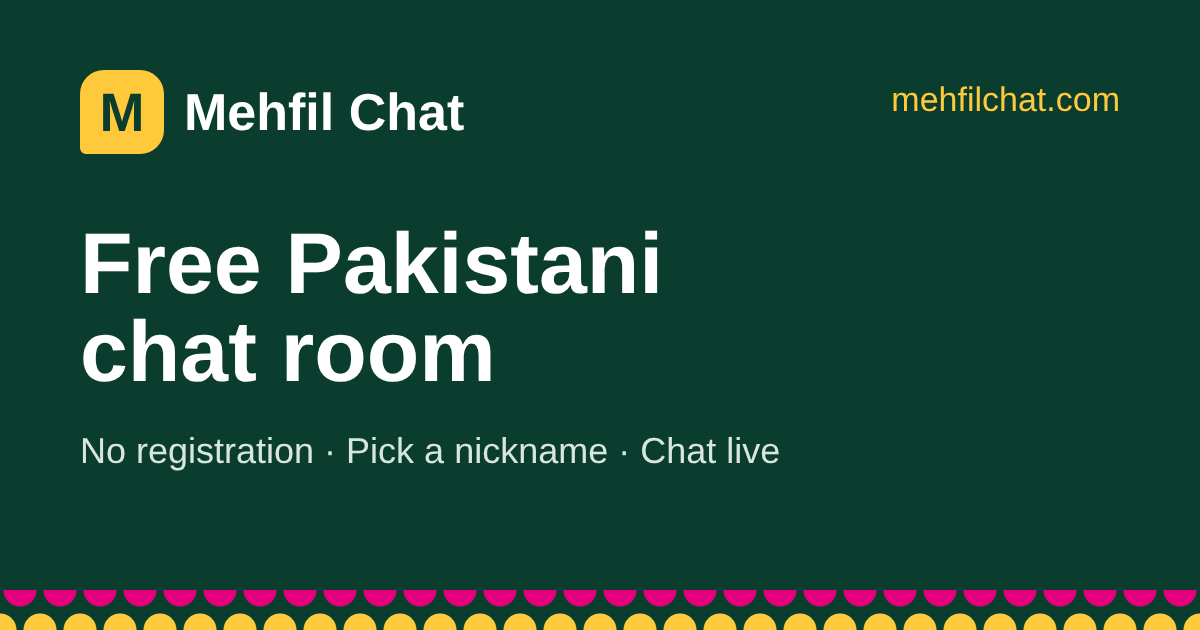 M
Mehfil Chat
mehfilchat.com
Free Pakistani
chat room
No registration · Pick a nickname · Chat live